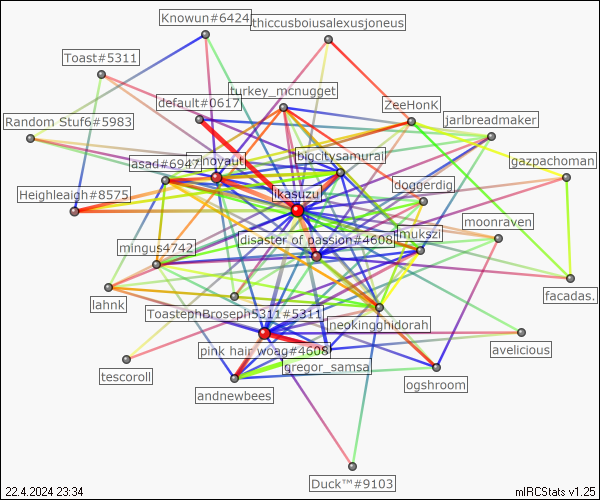 Knowun#6424
thiccusboiusalexusjoneus
Toast#5311
turkey_mcnugget
default#0617
ZeeHonK
Random Stuf6#5983
jarlbreadmaker
noyaut
bigcitysamurai
asad#6947
gazpachoman
Heighleaigh#8575
ikasuzu
doggerdig
moonraven
mukszi
disaster of passion#4608
mingus4742
lahnk
facadas.
ToastephBroseph5311#5311
neokingghidorah
pink hair woag#4608
avelicious
gregor_samsa
tescoroll
ogshroom
andnewbees
Duck™#9103
22.4.2024 23:34
mIRCStats v1.25